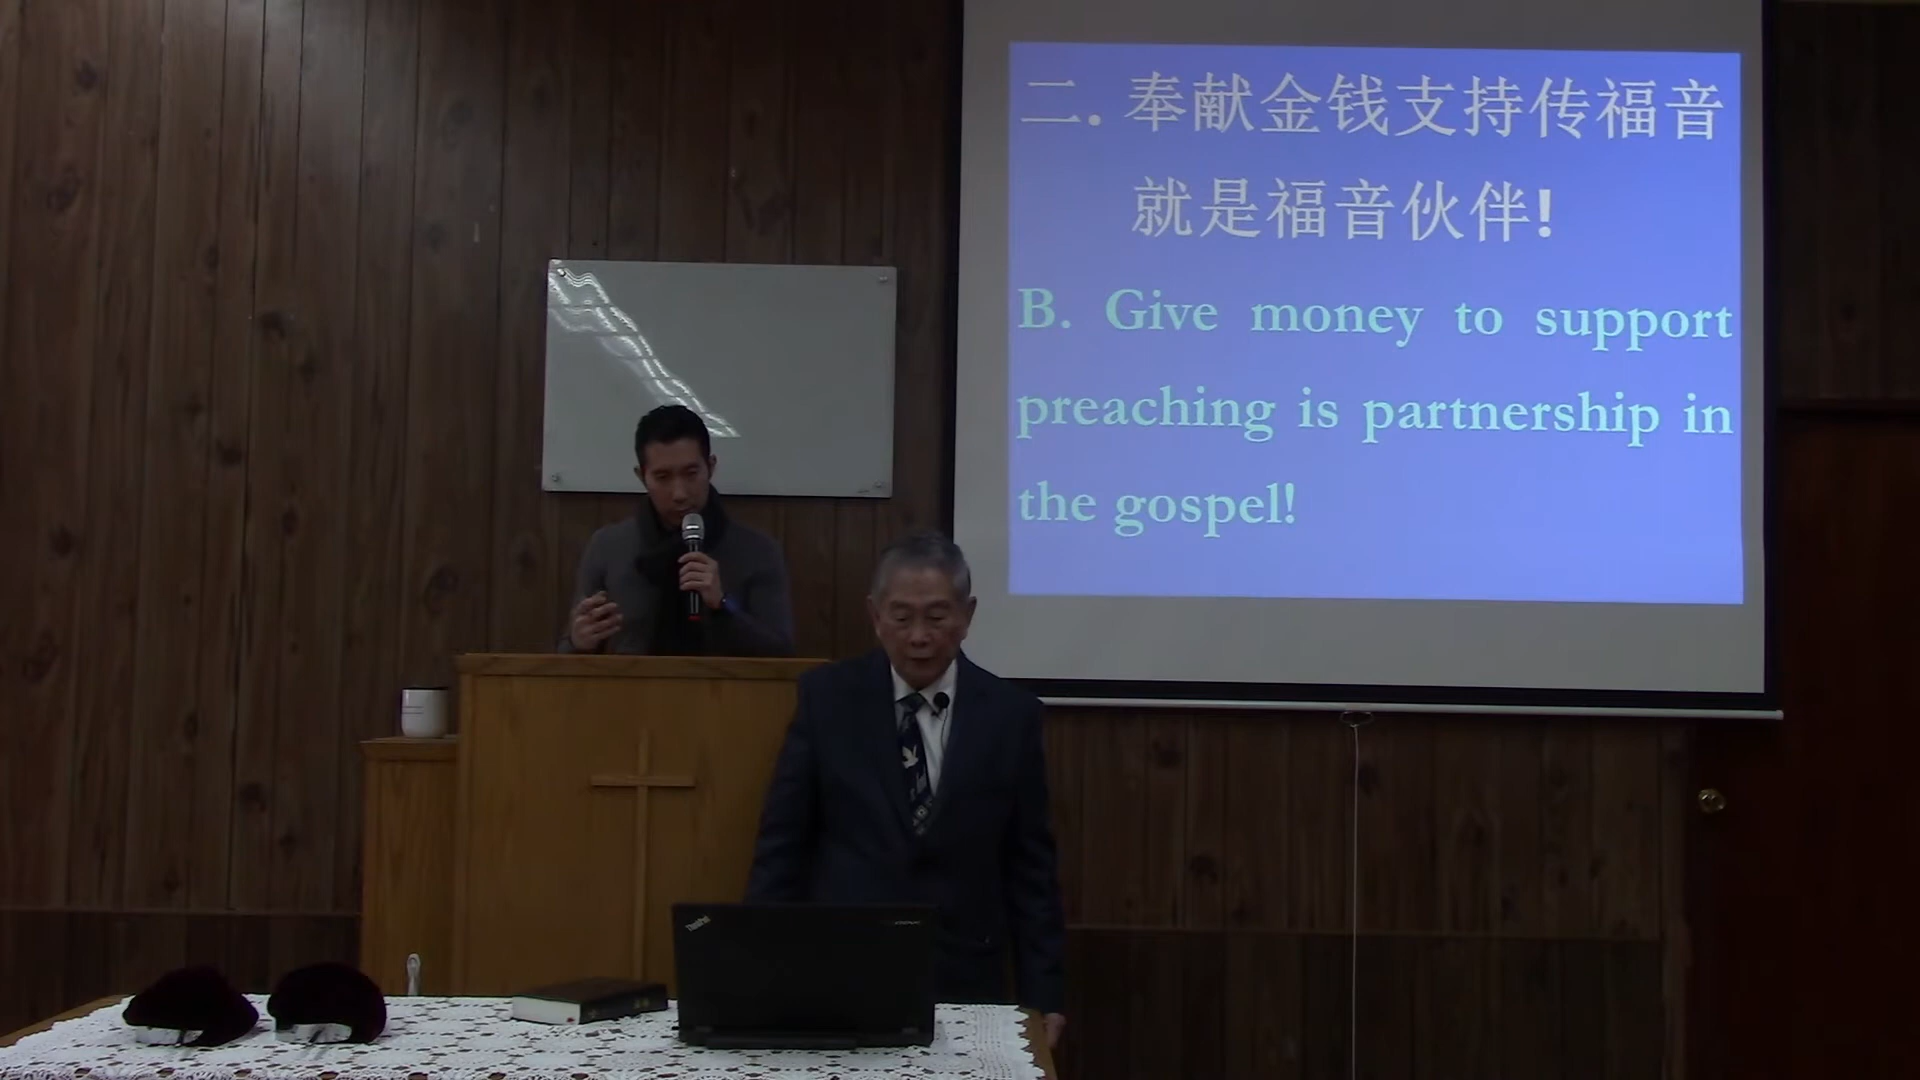 二. 奉献金钱支持传福音
就是福音伙伴!
B. Give money to support
preaching is partnership in
the gospel!
ThinkPad